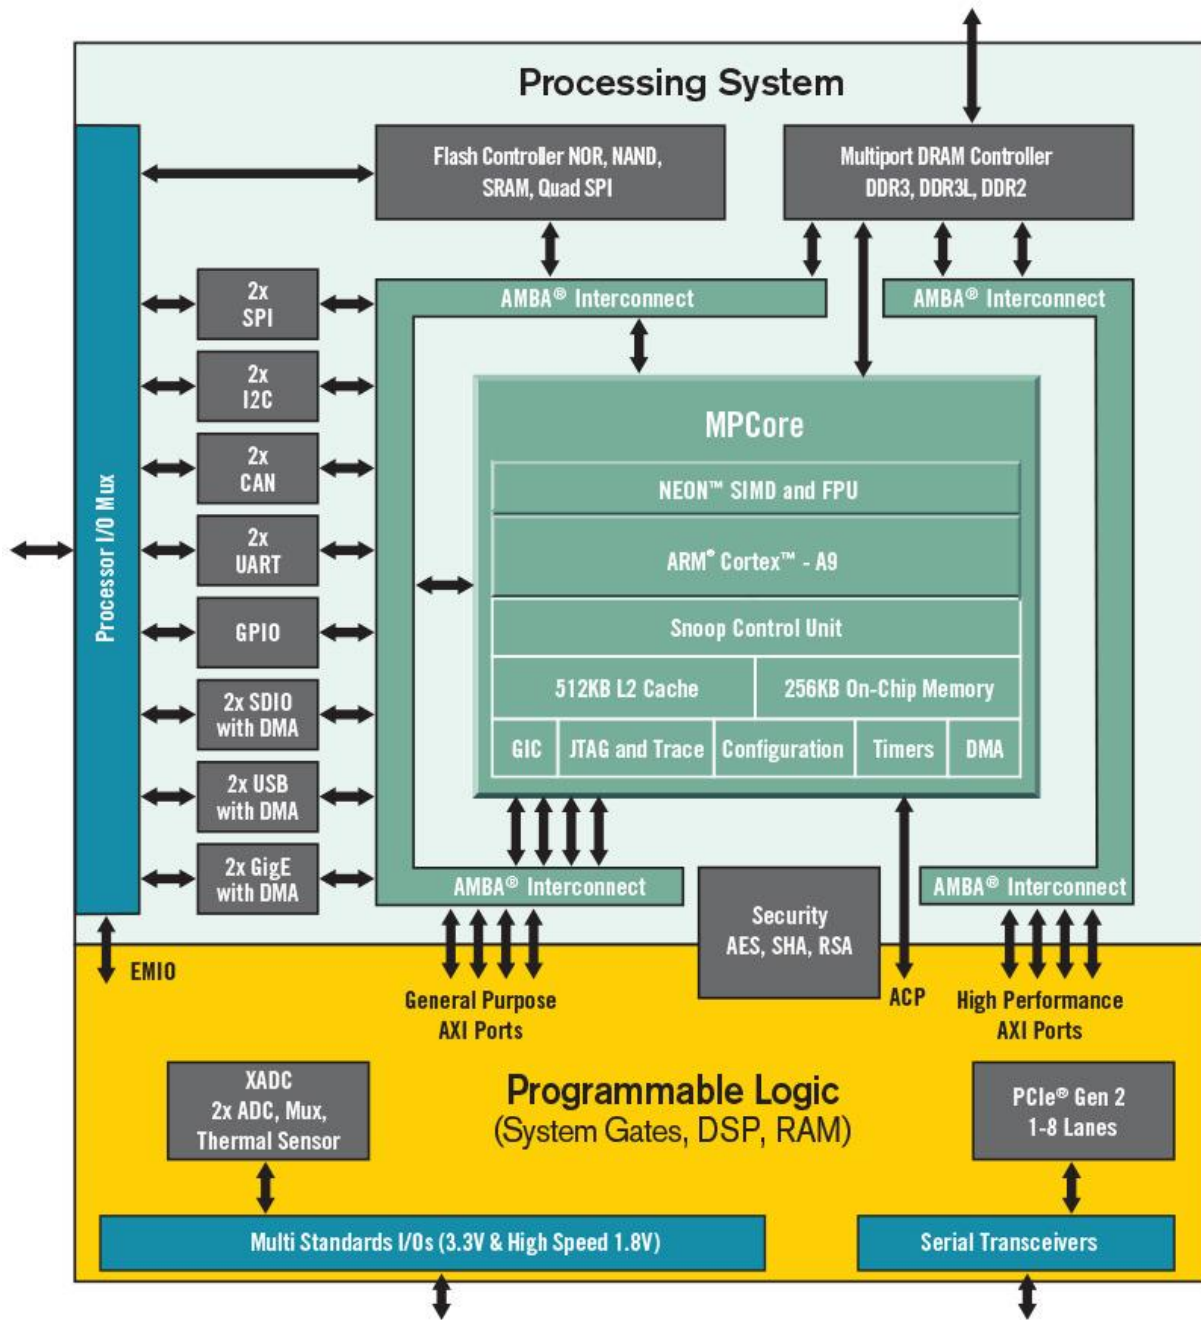 Processing System
Flash Controller NOR, NAND,
SRAM, Quad SPI
Multiport DRAM Controller
DDR3, DDR3L, DDR2
Processor I/O Mux
2x
SPI
2x
I2C
2x
CAN
2x
UART
GPIO
2x SDIO
with DMA
2x USB
with DMA
2x GigE
with DMA
AMBA® Interconnect
AMBA® Interconnect
MPCore
NEON™ SIMD and FPU
ARM® Cortex™ - A9
Snoop Control Unit
512KB L2 Cache
256KB On-Chip Memory
GIC
JTAG and Trace
Configuration
Timers
DMA
AMBA® Interconnect
AMBA® Interconnect
Security
AES, SHA, RSA
EMIO
General Purpose
AXI Ports
ACP
High Performance
AXI Ports
XADC
2x ADC, Mux,
Thermal Sensor
Programmable Logic
(System Gates, DSP, RAM)
PCIe® Gen 2
1-8 Lanes
Multi Standards I/Os (3.3V & High Speed 1.8V)
Serial Transceivers